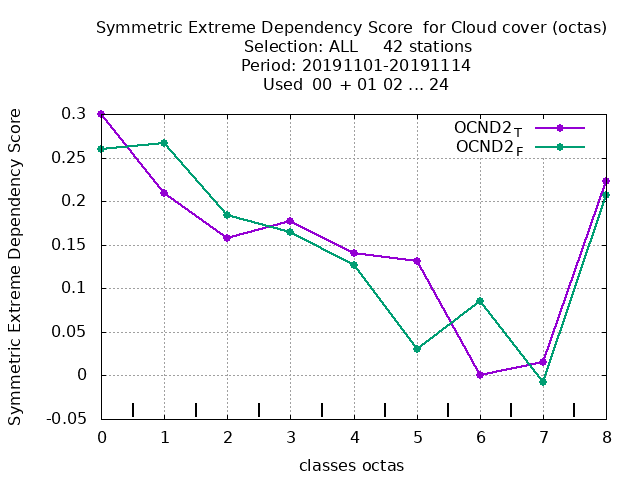 Symmetric Extreme Dependency Score  for Cloud cover (octas)
Selection: ALL     42 stations
Period: 20191101-20191114
Used  00 + 01 02 ... 24
OCND2_T
OCND2_F
Symmetric Extreme Dependency Score
0.3
0.25
0.2
0.15
0.1
0.05
0
-0.05
0 1 2 3 4 5 6 7 8
classes octas